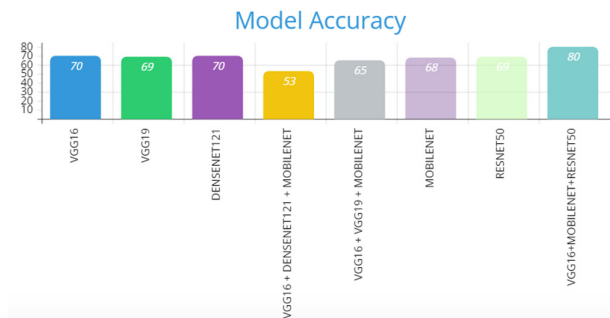 Model Accuracy
80
70
60
50
40
30
20
10
70
69
70
53
65
68
69
80
VGG16
VGG19
DENSENET121
VGG16 + DENSENET121 + MOBILENET
VGG16 + VGG19 + MOBILENET
MOBILENET
RESNET50
VGG16+MOBILENET+RESNET50